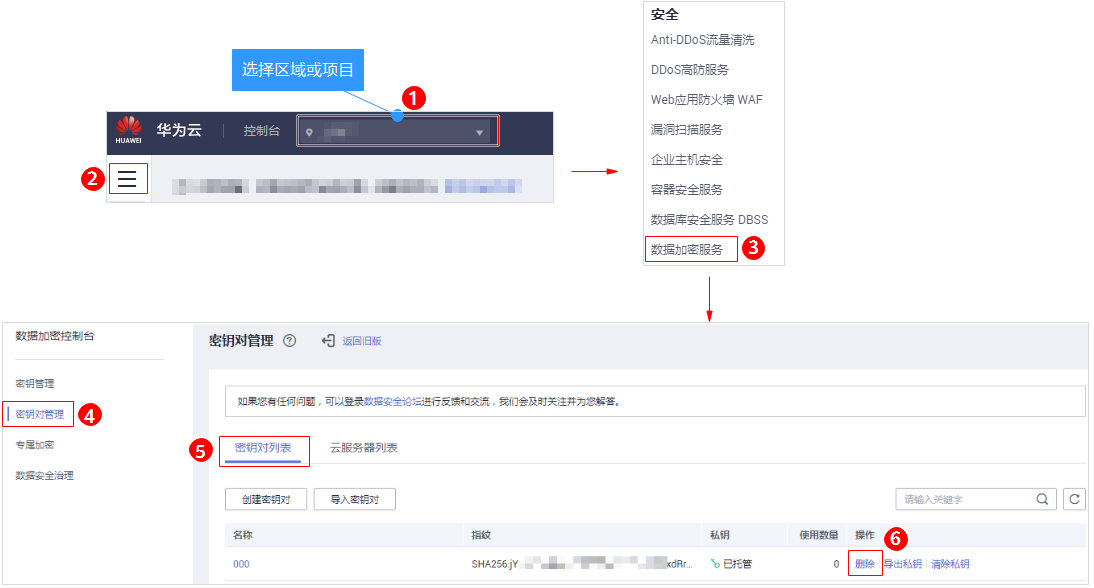 选择区域或项目
1
HUAWEI
华为云
控制台
2
安全
Anti-DDoS流量清洗
DDoS高防服务
Web应用防火墙 WAF
漏洞扫描服务
企业主机安全
容器安全服务
数据库安全服务 DBSS
数据加密服务
3
数据加密控制台
密钥管理
密钥对管理
4
专属加密
数据安全治理
密钥对管理 ? 返回旧版
如果您有任何问题，可以登录数据安全论坛进行反馈和交流，我们会及时关注并为您解答。
5
密钥对列表 云服务器列表
创建密钥对 导入密钥对 请输入关键字
名称 指纹 私钥 使用数量 操作
6
000 SHA256:jY xdRr... 已托管 0 删除 导出私钥 | 清除私钥